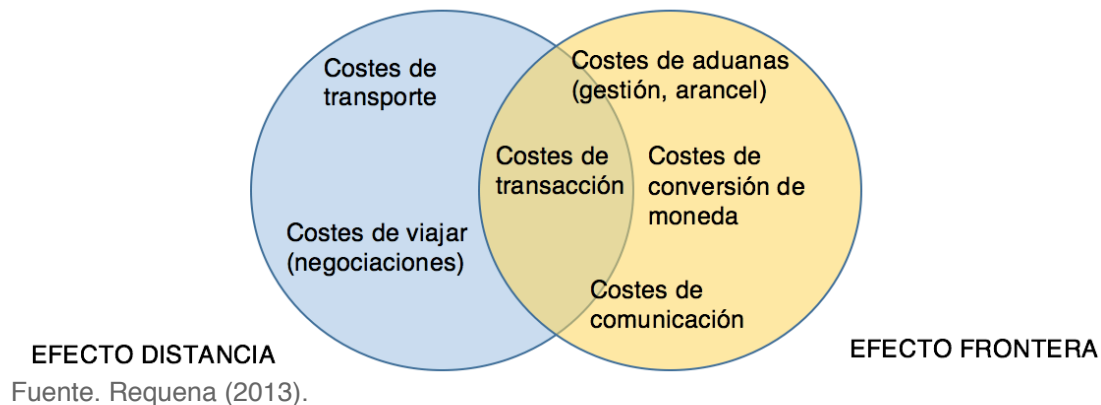 Costes de
transporte
Costes de aduanas
(gestión, arancel)
Costes de
transacción
Costes de
conversión de
moneda
Costes de viajar
(negociaciones)
Costes de
comunicación
EFECTO DISTANCIA
EFECTO FRONTERA
Fuente. Requena (2013).